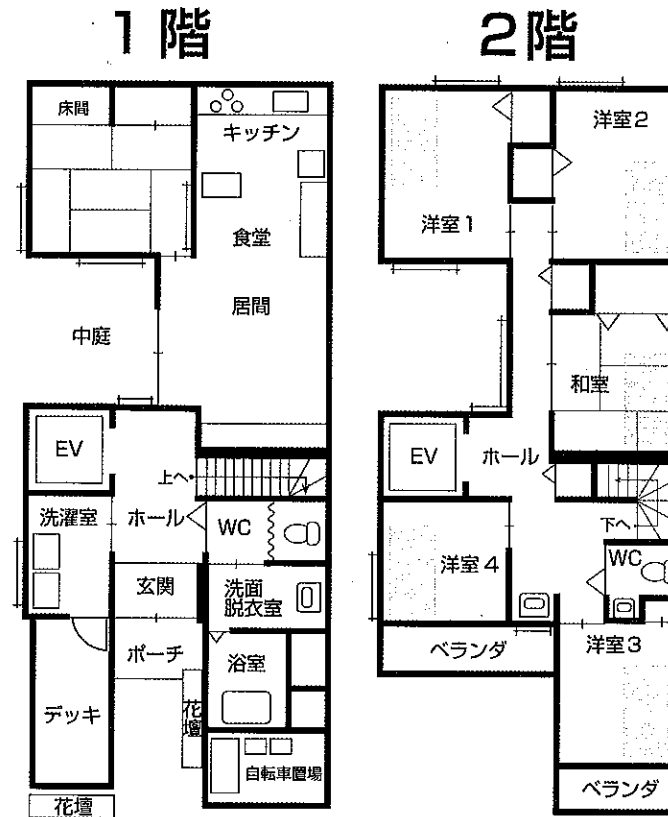 1階
床間
キッチン
食堂
居間
中庭
EV
上へ
洗濯室
ホール
WC
玄関
洗面
脱衣室
ポーチ
浴室
デッキ
花壇
自転車置場
花壇
2階
洋室2
洋室1
和室
EV
ホール
下へ
洋室4
WC
洋室3
ベランダ
ベランダ